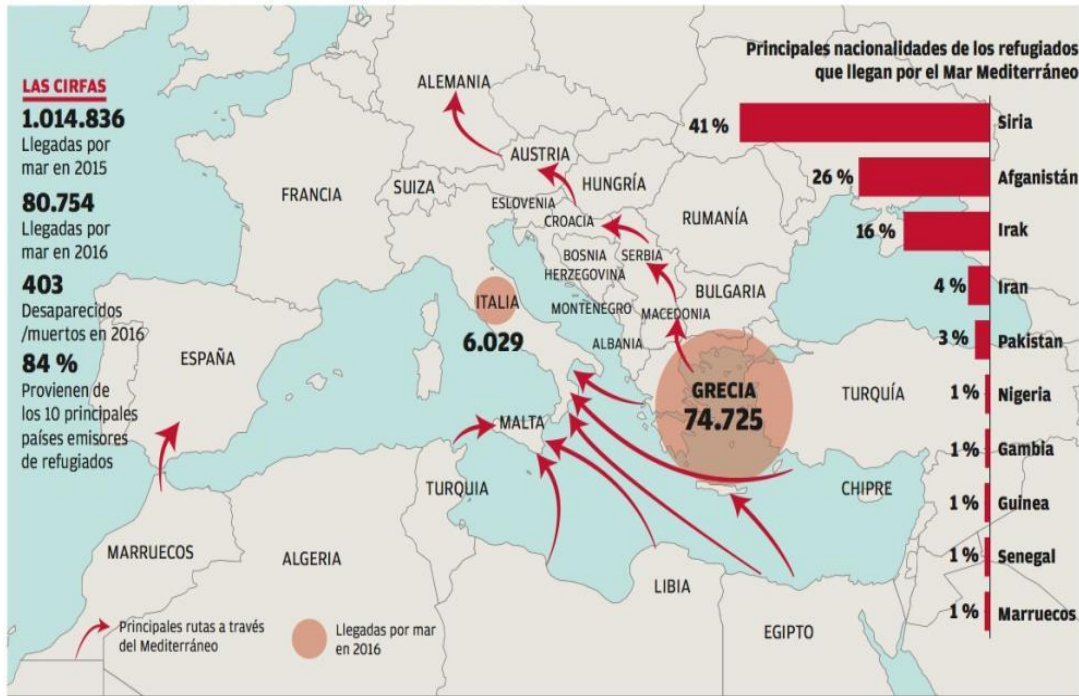 LAS CIRFAS
1.014.836
Llegadas por
mar en 2015
80.754
Llegadas por
mar en 2016
403
Desaparecidos
/muertos en 2016
84 %
Provienen de
los 10 principales
países emisores
de refugiados
ALEMANIA
AUSTRIA
FRANCIA
SUIZA
HUNGRÍA
ESLOVENIA
CROACIA
RUMANÍA
BOSNIA
HERZEGOVINA
SERBIA
ITALIA
6.029
MONTENEGRO
MACEDONIA
BULGARIA
ALBANIA
ESPAÑA
GRECIA
74.725
TURQUÍA
MALTA
TURQUIA
CHIPRE
MARRUECOS
ALGERIA
LIBIA
EGIPTO
Principales rutas a través
del Mediterráneo
Llegadas por mar
en 2016
Principales nacionalidades de los refugiados
que llegan por el Mar Mediterráneo
41 % Siria
26 % Afganistán
16 % Irak
4 % Iran
3 % Pakistan
1 % Nigeria
1 % Gambia
1 % Guinea
1 % Senegal
1 % Marruecos